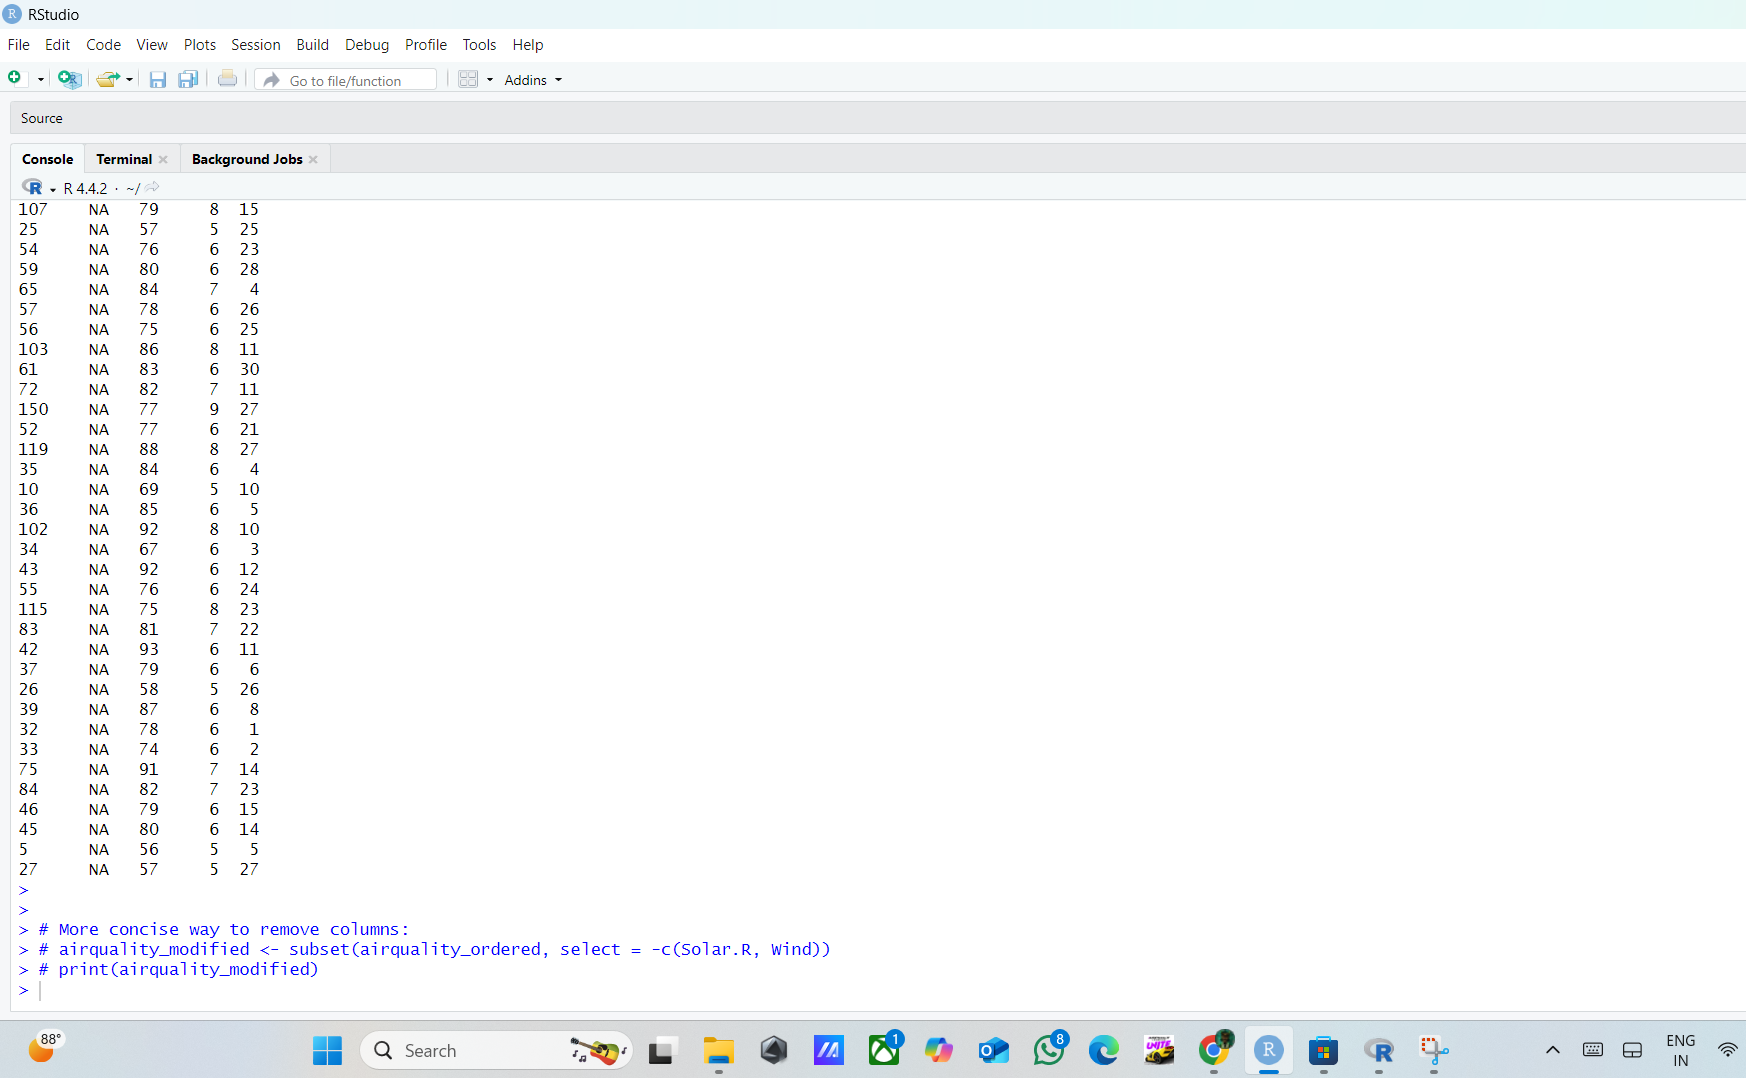 R RStudio
File Edit Code View Plots Session Build Debug Profile Tools Help
Go to file/function Addins
Source
Console Terminal Background Jobs
R R 4.4.2 · ~/
107 NA 79 8 15
25 NA 57 5 25
54 NA 76 6 23
59 NA 80 6 28
65 NA 84 7 4
57 NA 78 6 26
56 NA 75 6 25
103 NA 86 8 11
61 NA 83 6 30
72 NA 82 7 11
150 NA 77 9 27
52 NA 77 6 21
119 NA 88 8 27
35 NA 84 6 4
10 NA 69 5 10
36 NA 85 6 5
102 NA 92 8 10
34 NA 67 6 3
43 NA 92 6 12
55 NA 76 6 24
115 NA 75 8 23
83 NA 81 7 22
42 NA 93 6 11
37 NA 79 6 6
26 NA 58 5 26
39 NA 87 6 8
32 NA 78 6 1
33 NA 74 6 2
75 NA 91 7 14
84 NA 82 7 23
46 NA 79 6 15
45 NA 80 6 14
5 NA 56 5 5
27 NA 57 5 27
>
>
> # More concise way to remove columns:
> # airquality_modified <- subset(airquality_ordered, select = -c(Solar.R, Wind))
> # print(airquality_modified)
>
88° Search 1 8 UNITE R R ENG
IN